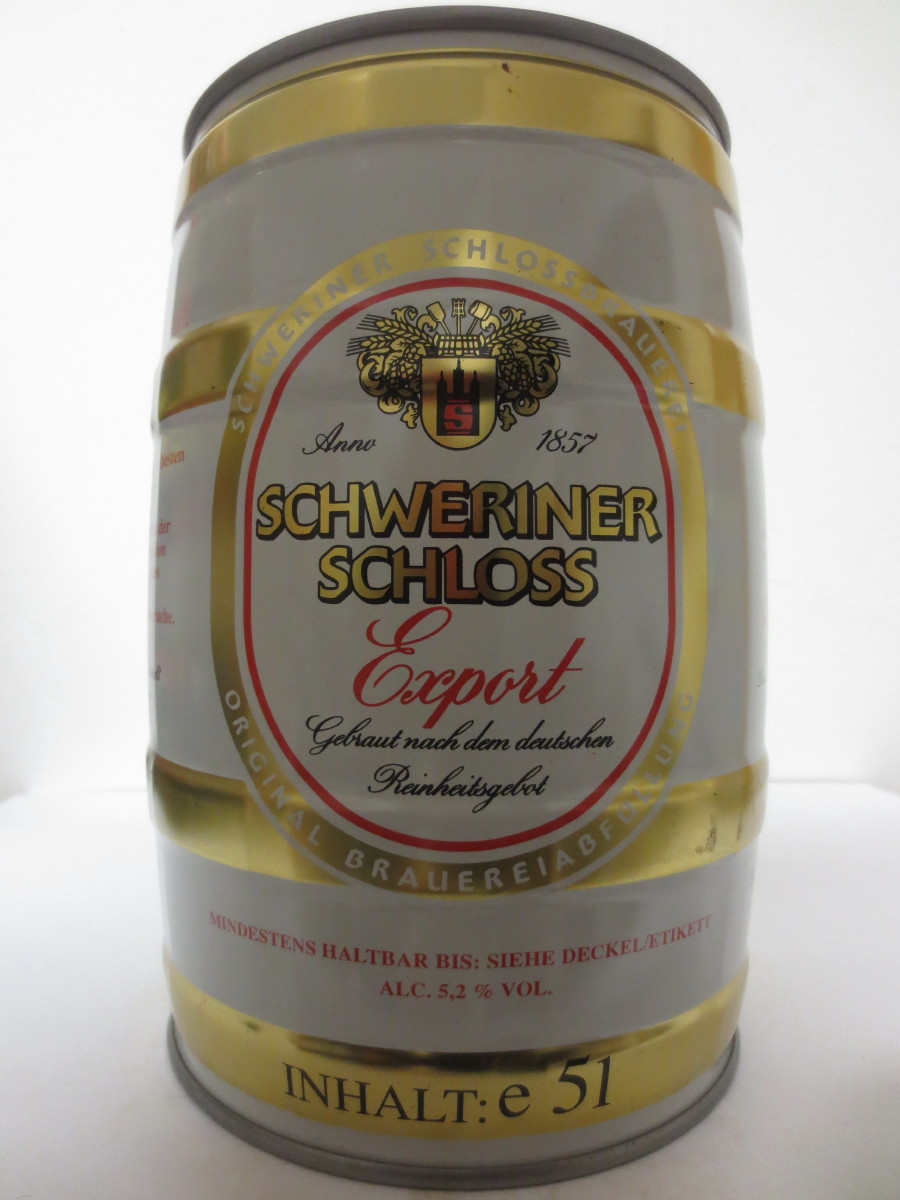 SCHWERINER SCHLOSSBRAUEREI
S
Anno 1857
SCHWERINER
SCHLOSS
Export
Gebraut nach dem deutschen
Reinheitsgebot
ORIGINAL BRAUEREIABFÜLLUNG
MINDESTENS HALTBAR BIS: SIEHE DECKEL/ETIKETT
ALC. 5,2 % VOL.
INHALT: e 5l